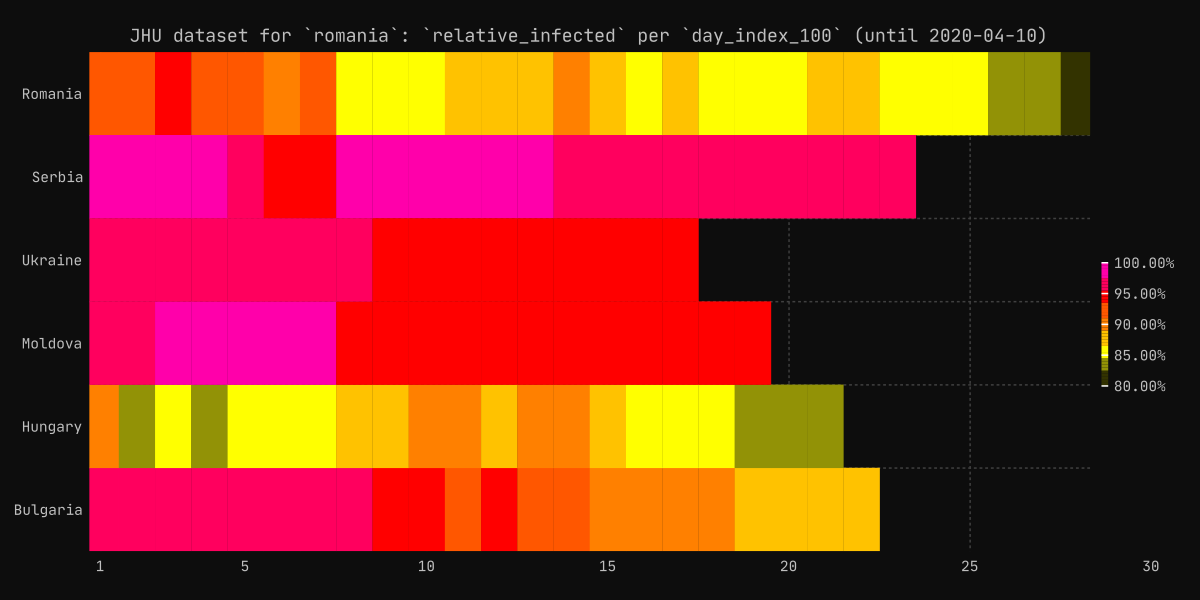 JHU dataset for `romania`: `relative_infected` per `day_index_100` (until 2020-04-10)
Romania
Serbia
Ukraine
Moldova
Hungary
Bulgaria
100.00%
95.00%
90.00%
85.00%
80.00%
1 5 10 15 20 25 30